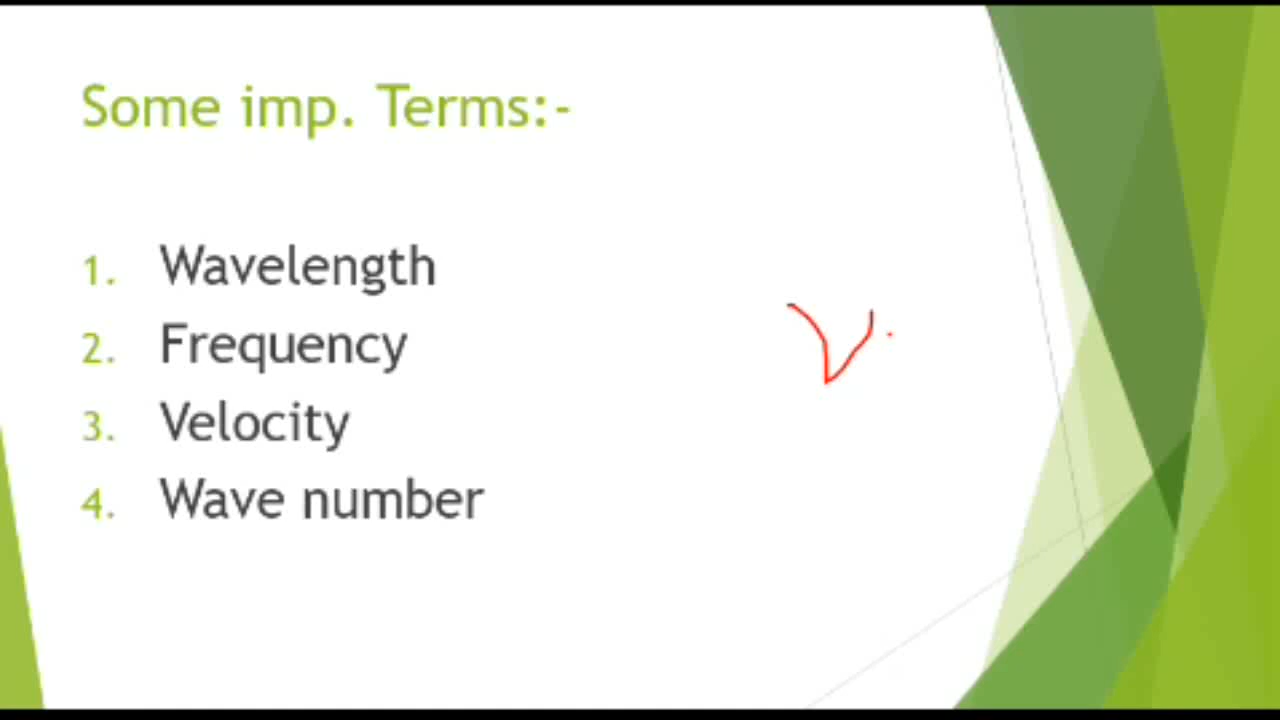 Some imp. Terms:-
1. Wavelength
2. Frequency
ν
3. Velocity
4. Wave number